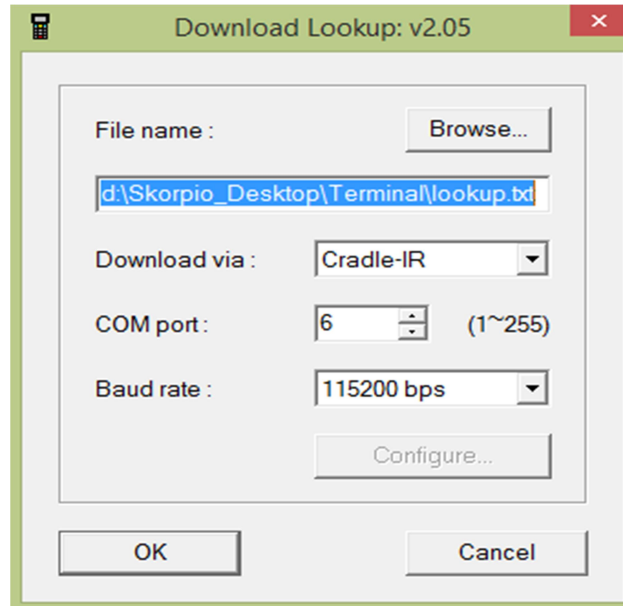 Download Lookup: v2.05
File name :
Browse...
d:\Skorpio_Desktop\Terminal\lookup.txt
Download via :
Cradle-IR
COM port :
6
(1~255)
Baud rate :
115200 bps
Configure...
OK
Cancel